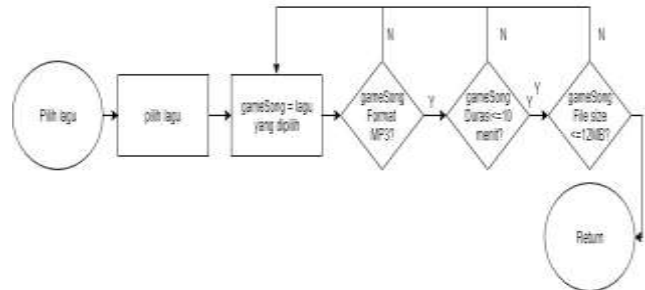 N
N
Pilih lagu
pilih lagu
gameSong = lagu
yang dipilih
gameSong
Format
MP3?
Y
gameSong
Durasi<=10
menit?
Y
Y
gameSong
File size
<=12MB?
Return